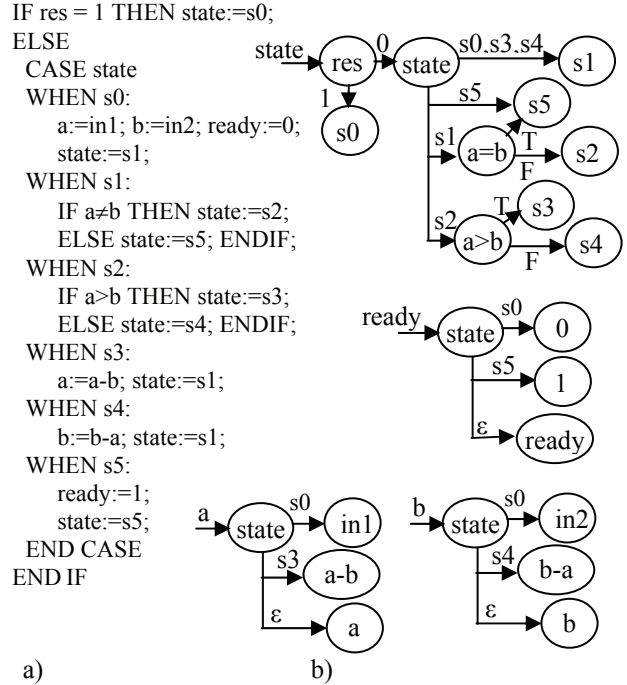 IF res = 1 THEN state:=s0;
ELSE
CASE state
WHEN s0:
a:=in1; b:=in2; ready:=0;
state:=s1;
WHEN s1:
IF a≠b THEN state:=s2;
ELSE state:=s5; ENDIF;
WHEN s2:
IF a>b THEN state:=s3;
ELSE state:=s4; ENDIF;
WHEN s3:
a:=a-b; state:=s1;
WHEN s4:
b:=b-a; state:=s1;
WHEN s5:
ready:=1;
state:=s5;
END CASE
END IF
a)
state res 0 state s0,s3,s4 s1
1 s0
s5 s5
s1 a=b T
F s2
s2 a>b T s3
F s4
ready state s0 0
s5 1
ε ready
a state s0 in1
s3 a-b
ε a
b state s0 in2
s4 b-a
ε b
b)